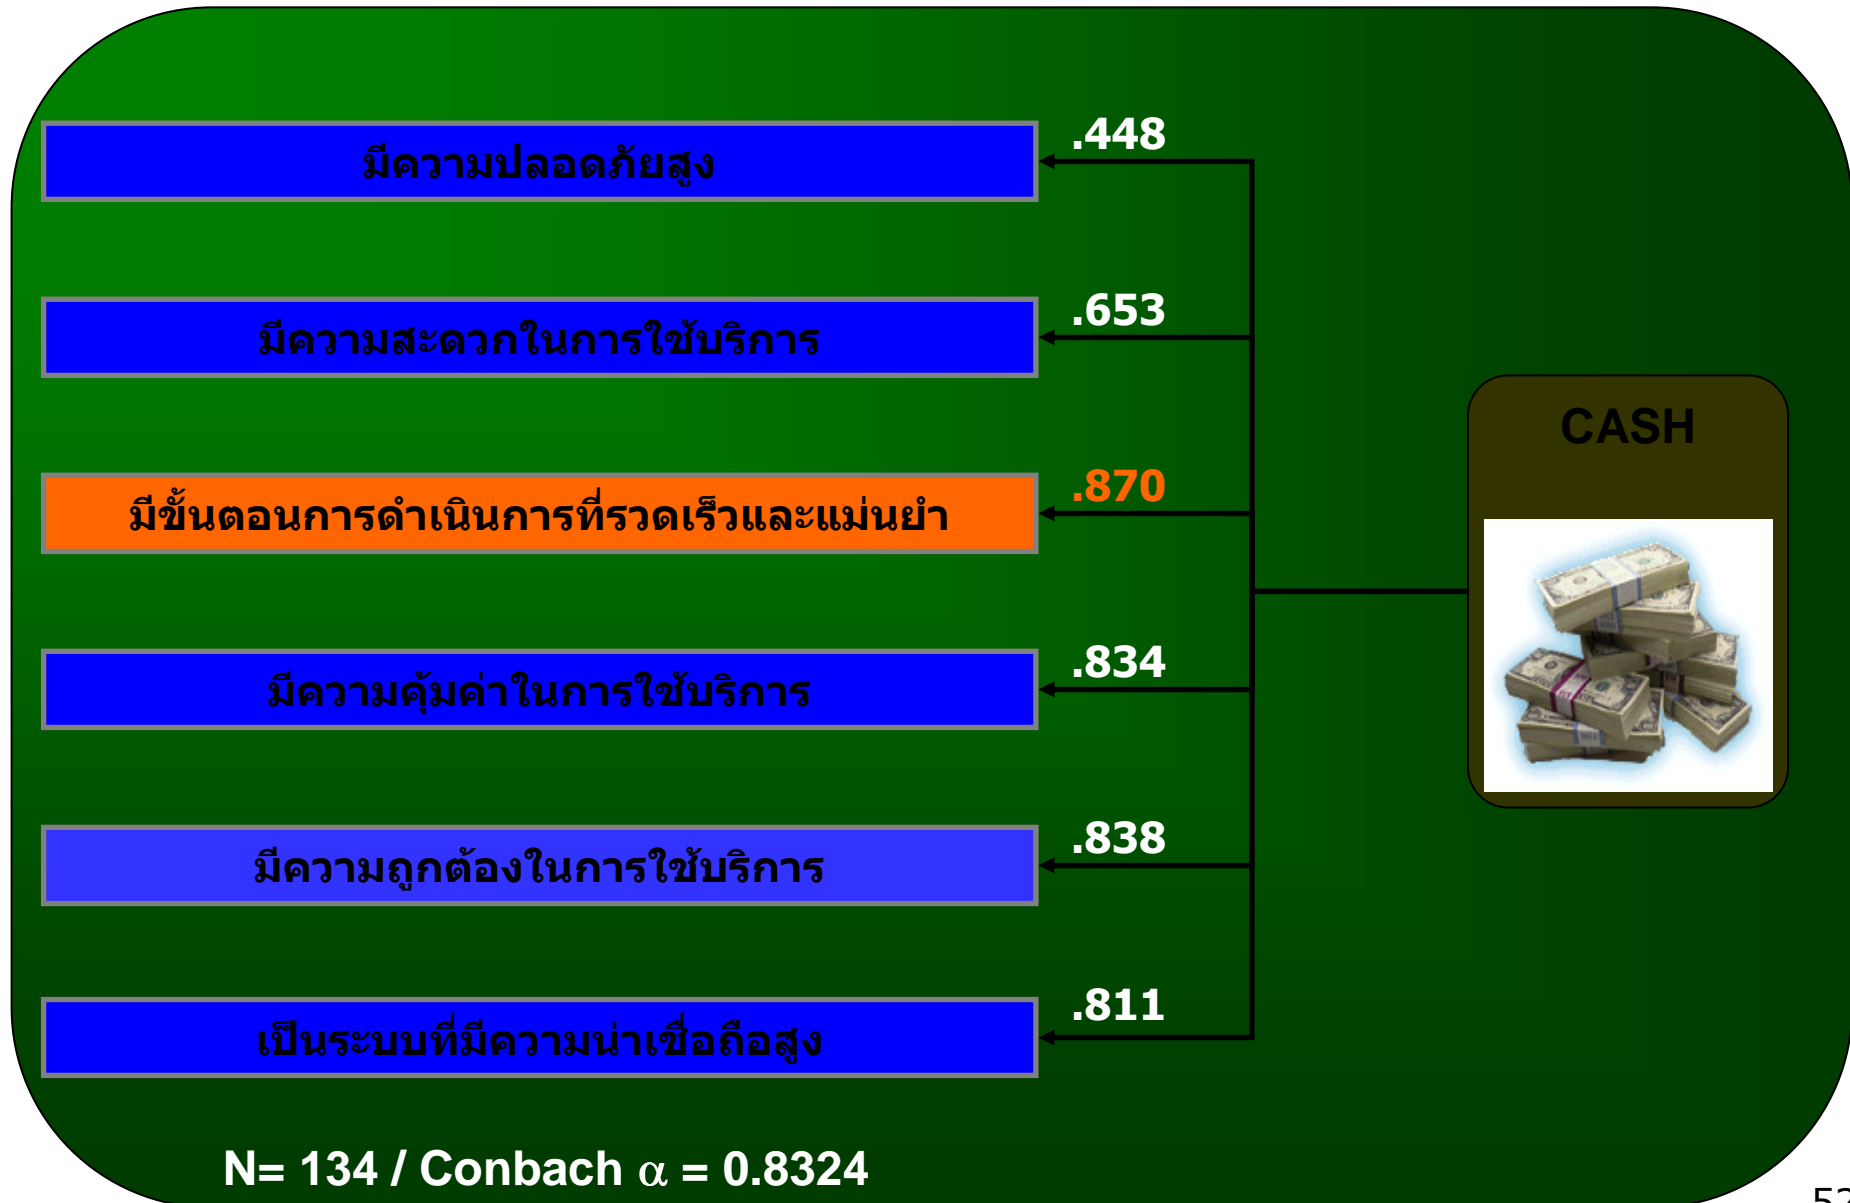 มีความปลอดภัยสูง
.448
มีความสะดวกในการใช้บริการ
.653
มีขั้นตอนการดำเนินการที่รวดเร็วและแม่นยำ
.870
มีความคุ้มค่าในการใช้บริการ
.834
มีความถูกต้องในการใช้บริการ
.838
เป็นระบบที่มีความน่าเชื่อถือสูง
.811
CASH
N= 134 / Conbach α = 0.8324